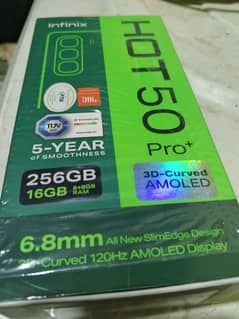 Infinix
HOT 50
Pro+
JBL
TÜV
5-YEAR
of SMOOTHNESS
256GB
16GB 8+8GB
RAM
3D-Curved
AMOLED
6.8mm All New SlimEdge Design
3D-Curved 120Hz AMOLED Display